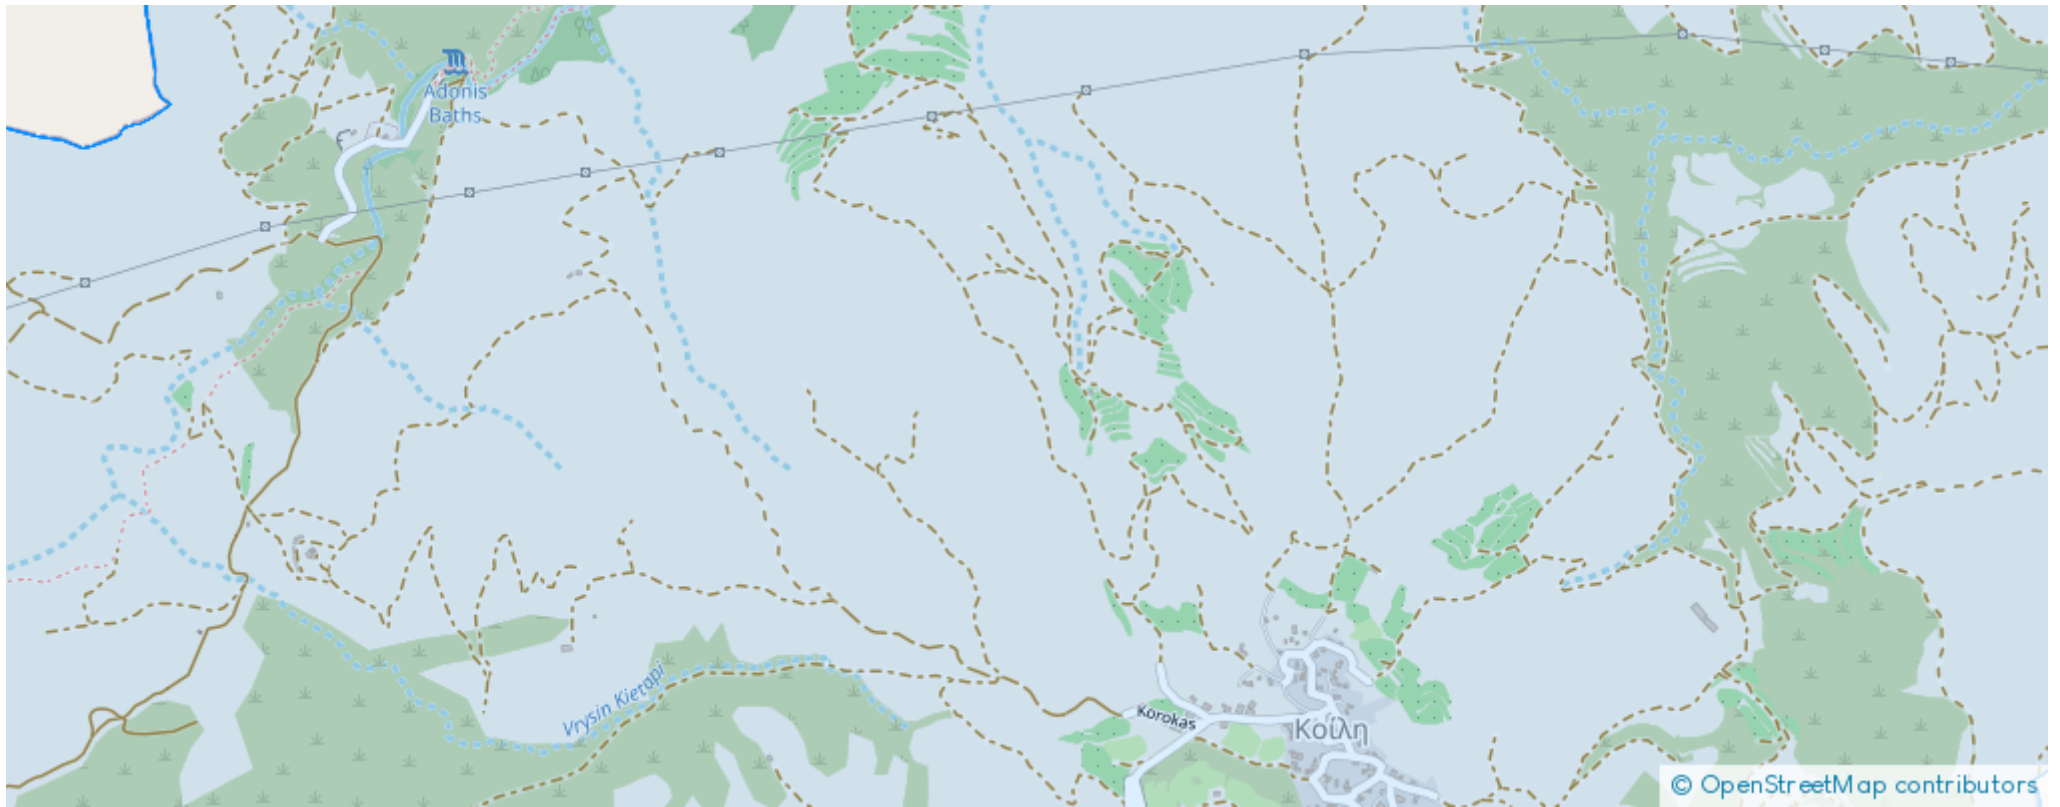 Adonis
Baths
Vrysin Kietapi
Korokas
Κοίλη
© OpenStreetMap contributors